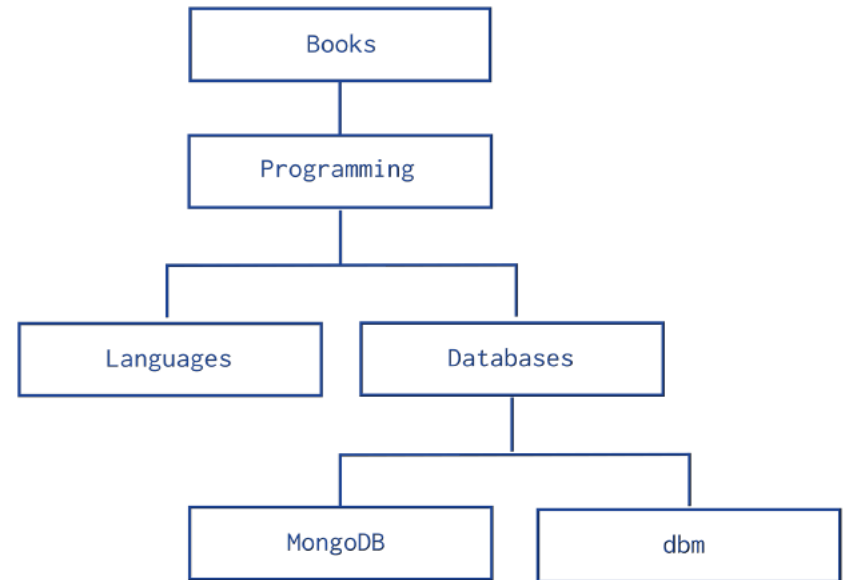 Books
Programming
Languages
Databases
MongoDB
dbm